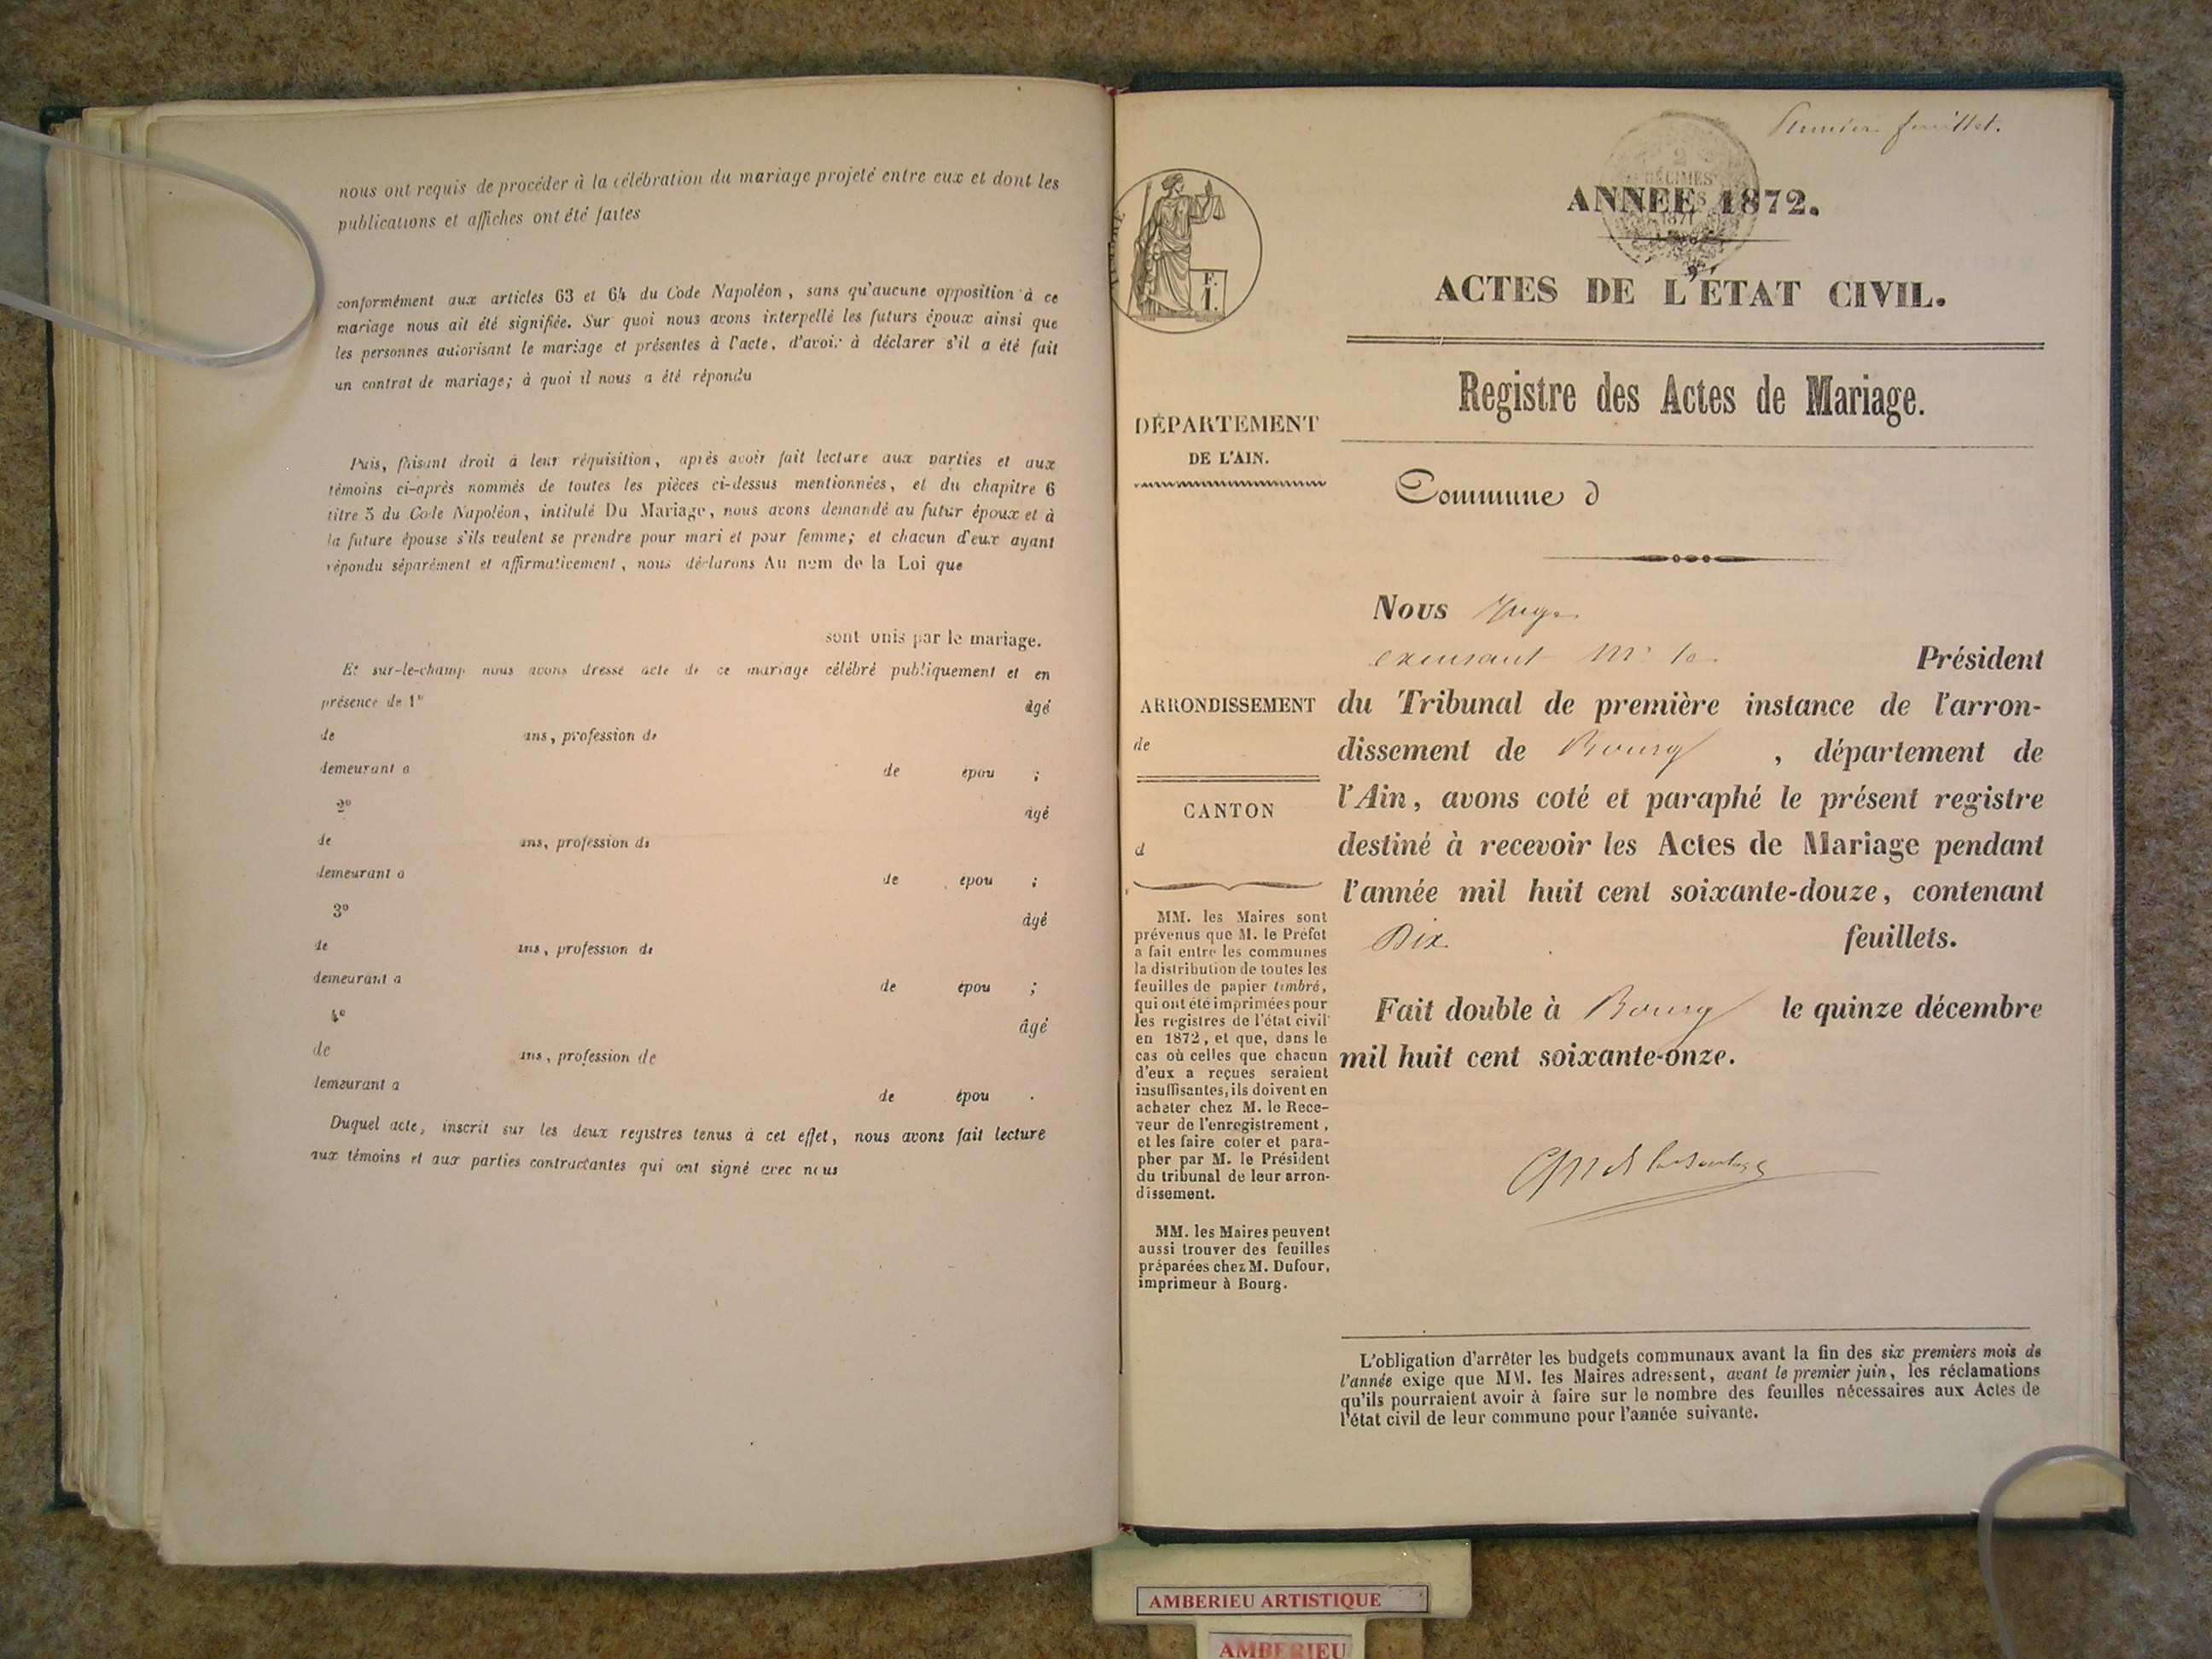 nous ont requis de procéder à la célébration du mariage projeté entre eux et dont les
publications et affiches ont été faites
conformément aux articles 63 et 64 du Code Napoléon, sans qu'aucune opposition à ce
mariage nous ait été signifiée. Sur quoi nous avons interpellé les futurs époux ainsi que
les personnes autorisant le mariage et présentes à l'acte, d'avoir à déclarer s'il a été fait
un contrat de mariage; à quoi il nous a été répondu
Puis, faisant droit à leur réquisition, après avoir fait lecture aux parties et aux
témoins ci-après nommés de toutes les pièces ci-dessus mentionnées, et du chapitre 6
titre 5 du Code Napoléon, intitulé Du Mariage, nous avons demandé au futur époux et à
la future épouse s'ils veulent se prendre pour mari et pour femme; et chacun d'eux ayant
répondu séparément et affirmativement, nous déclarons Au nom de la Loi que
sont unis par le mariage.
Et sur-le-champ nous avons dressé acte de ce mariage célébré publiquement et en
présence de 1° âgé
de ans, profession de
demeurant a de épou ;
2° âgé
de ans, profession de
demeurant a de épou ;
3° âgé
de ans, profession de
demeurant a de épou ;
4° âgé
de ans, profession de
demeurant a de épou .
Duquel acte, inscrit sur les deux registres tenus à cet effet, nous avons fait lecture
aux témoins et aux parties contractantes qui ont signé avec nous
Premier feuillet.
2
DÉCIMES
1871
ANNEE 1872.
ACTES DE L'ÉTAT CIVIL.
Registre des Actes de Mariage.
DÉPARTEMENT
DE L'AIN.
Commune d
ARRONDISSEMENT
de
CANTON
d
MM. les Maires sont
prévenus que M. le Préfet
a fait entre les communes
la distribution de toutes les
feuilles de papier timbré,
qui ont été imprimées pour
les registres de l'état civil
en 1872, et que, dans le
cas où celles que chacun
d'eux a reçues seraient
insuffisantes, ils doivent en
acheter chez M. le Rece-
veur de l'enregistrement,
et les faire coter et para-
pher par M. le Président
du tribunal de leur arron-
dissement.
MM. les Maires peuvent
aussi trouver des feuilles
préparées chez M. Dufour,
imprimeur à Bourg.
Nous Juge
excusant Mr le Président
du Tribunal de première instance de l'arron-
dissement de Bourg, département de
l'Ain, avons coté et paraphé le présent registre
destiné à recevoir les Actes de Mariage pendant
l'année mil huit cent soixante-douze, contenant
Dix feuillets.
Fait double à Bourg le quinze décembre
mil huit cent soixante-onze.
L'obligation d'arrêter les budgets communaux avant la fin des six premiers mois de
l'année exige que MM. les Maires adressent, avant le premier juin, les réclamations
qu'ils pourraient avoir à faire sur le nombre des feuilles nécessaires aux Actes de
l'état civil de leur commune pour l'année suivante.
AMBERIEU ARTISTIQUE
AMBERIEU